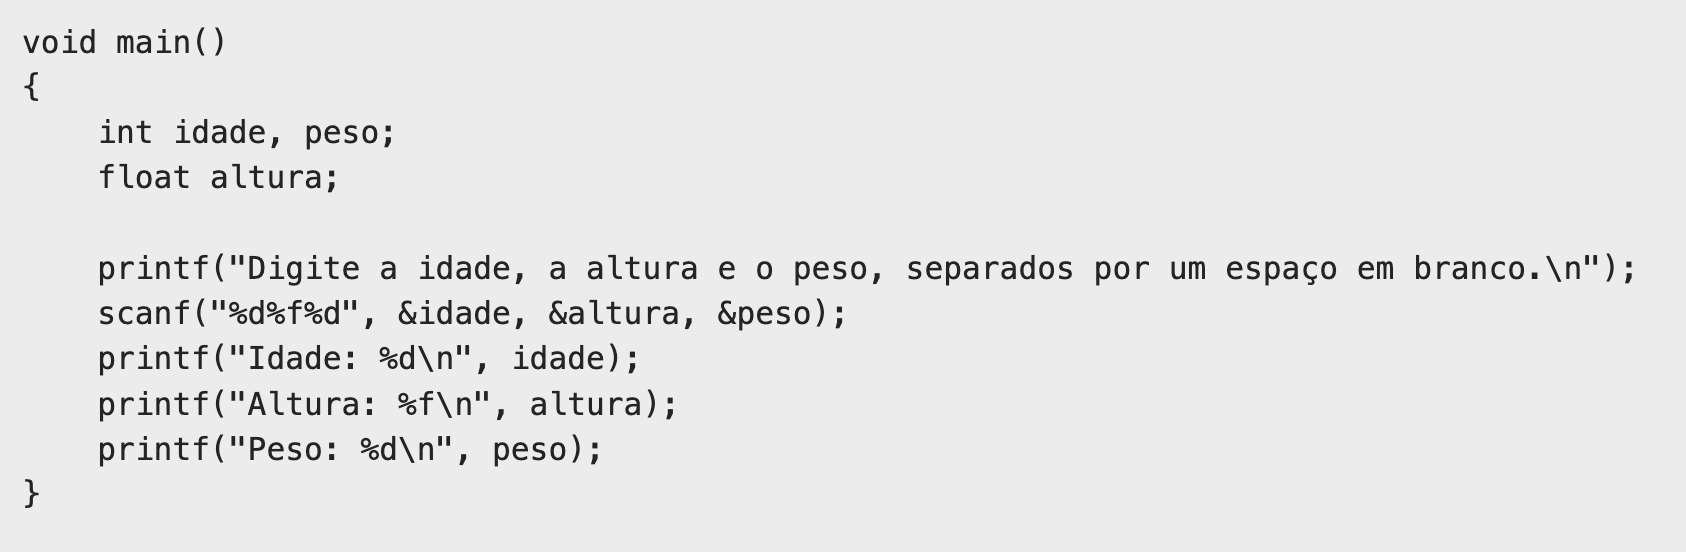 void main()
{
    int idade, peso;
    float altura;

    printf("Digite a idade, a altura e o peso, separados por um espaço em branco.\n");
    scanf("%d%f%d", &idade, &altura, &peso);
    printf("Idade: %d\n", idade);
    printf("Altura: %f\n", altura);
    printf("Peso: %d\n", peso);
}